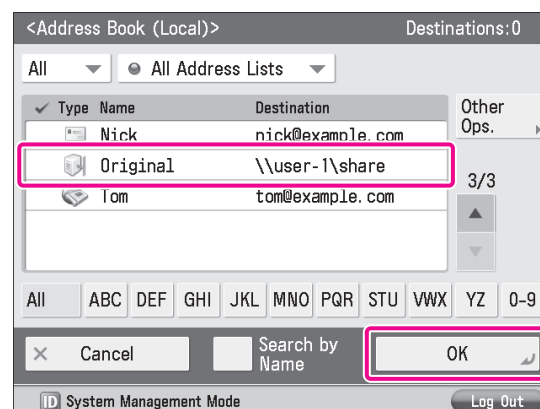 <Address Book (Local)> Destinations:0
All All Address Lists
Type Name Destination Other Ops.
Nick nick@example.com
Original \\user-1\share
3/3
Tom tom@example.com
All ABC DEF GHI JKL MNO PQR STU VWX YZ 0-9
Cancel Search by Name OK
ID System Management Mode Log Out